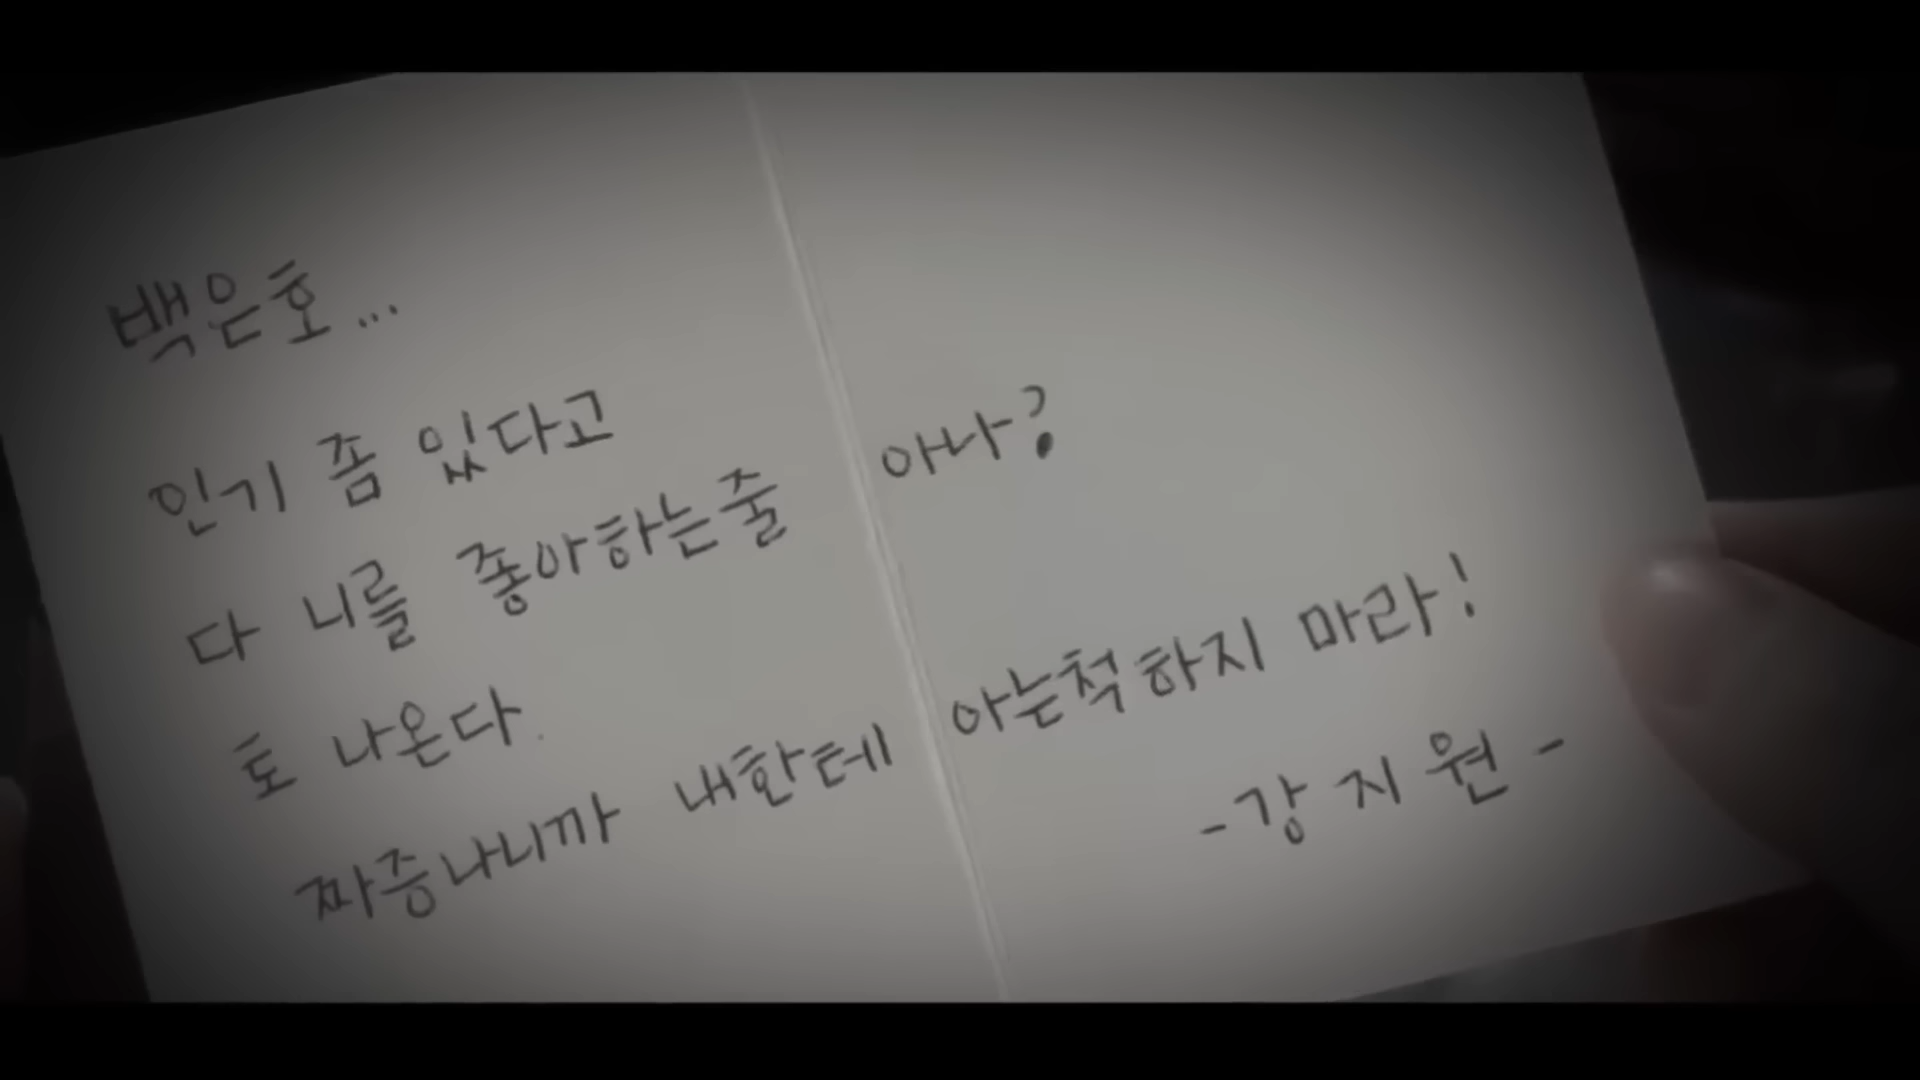 백은호...
인기 좀 있다고
다 니를 좋아하는줄 아나?
토 나온다.
짜증나니까 내한테 아는척하지 마라!
-강지원-